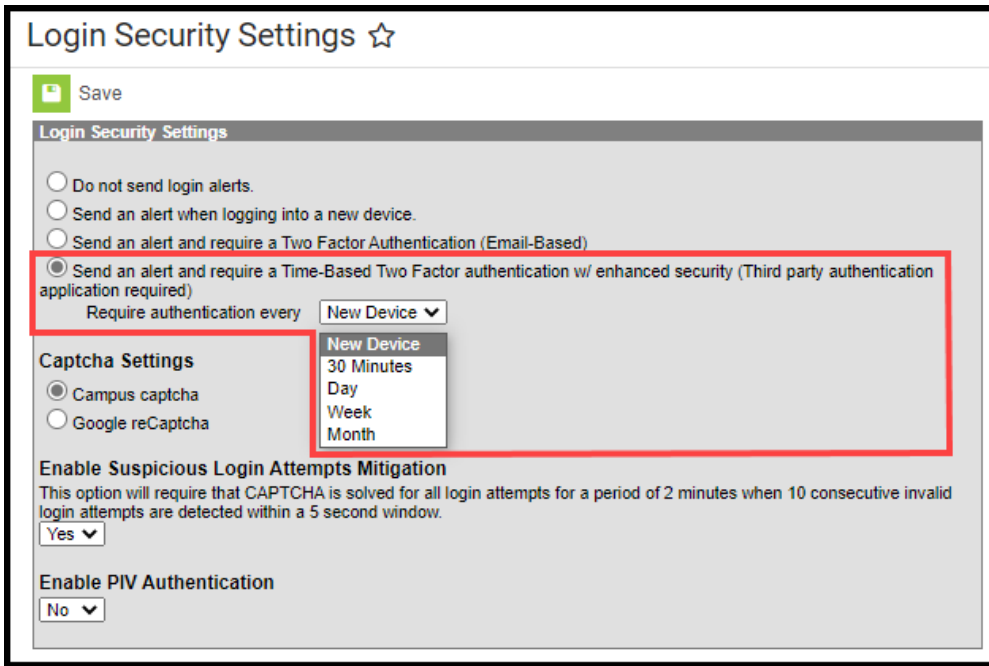 Login Security Settings
Save
Login Security Settings
Do not send login alerts.
Send an alert when logging into a new device.
Send an alert and require a Two Factor Authentication (Email-Based)
Send an alert and require a Time-Based Two Factor authentication w/ enhanced security (Third party authentication
application required)
Require authentication every New Device
New Device
30 Minutes
Day
Week
Month
Captcha Settings
Campus captcha
Google reCaptcha
Enable Suspicious Login Attempts Mitigation
This option will require that CAPTCHA is solved for all login attempts for a period of 2 minutes when 10 consecutive invalid
login attempts are detected within a 5 second window.
Yes
Enable PIV Authentication
No